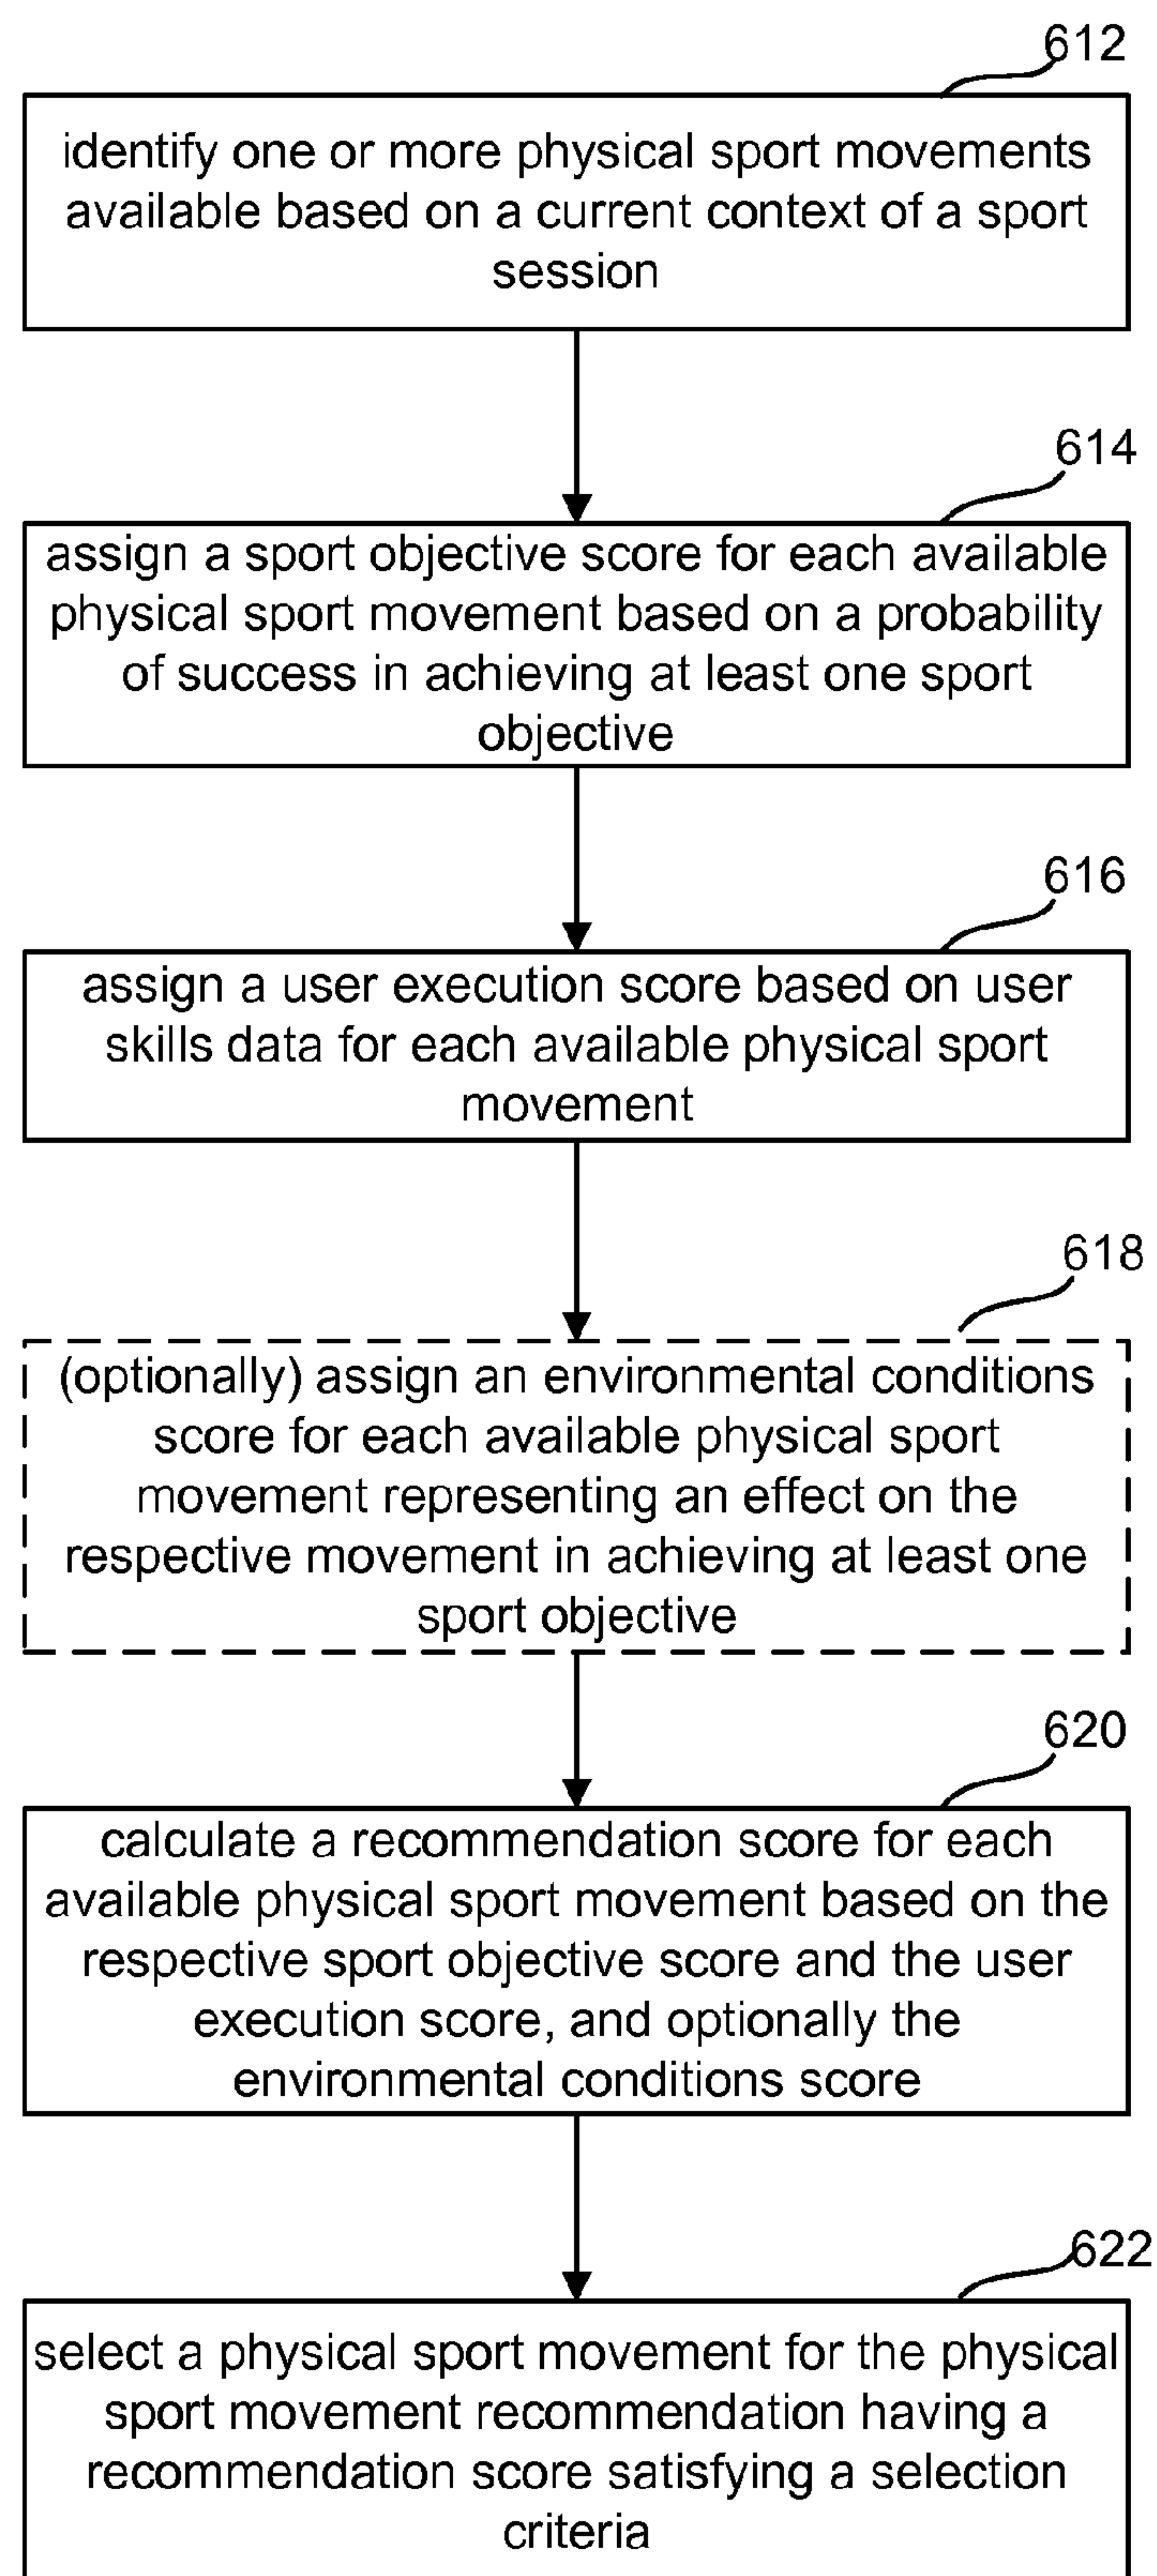 612
identify one or more physical sport movements
available based on a current context of a sport
session
614
assign a sport objective score for each available
physical sport movement based on a probability
of success in achieving at least one sport
objective
616
assign a user execution score based on user
skills data for each available physical sport
movement
618
(optionally) assign an environmental conditions
score for each available physical sport
movement representing an effect on the
respective movement in achieving at least one
sport objective
620
calculate a recommendation score for each
available physical sport movement based on the
respective sport objective score and the user
execution score, and optionally the
environmental conditions score
622
select a physical sport movement for the physical
sport movement recommendation having a
recommendation score satisfying a selection
criteria